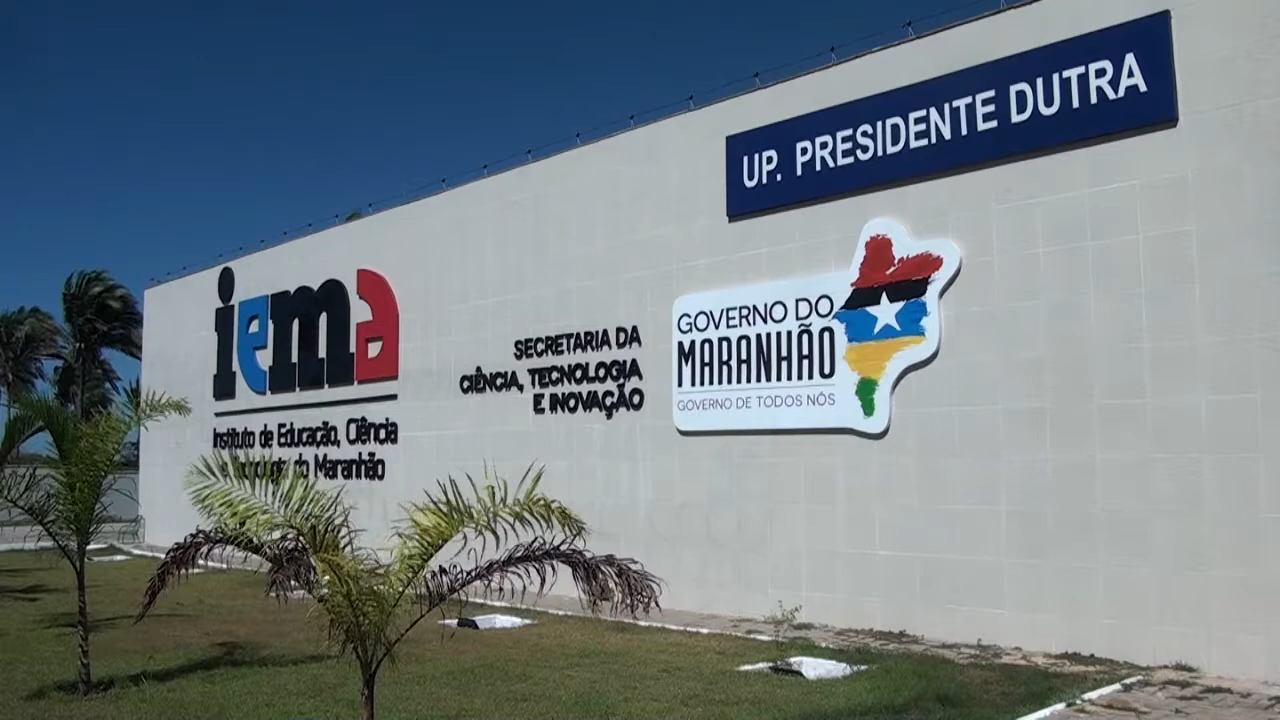 UP. PRESIDENTE DUTRA
iema
Instituto de Educação, Ciência
do Maranhão
SECRETARIA DA
CIÊNCIA, TECNOLOGIA
E INOVAÇÃO
GOVERNO DO
MARANHÃO
GOVERNO DE TODOS NÓS